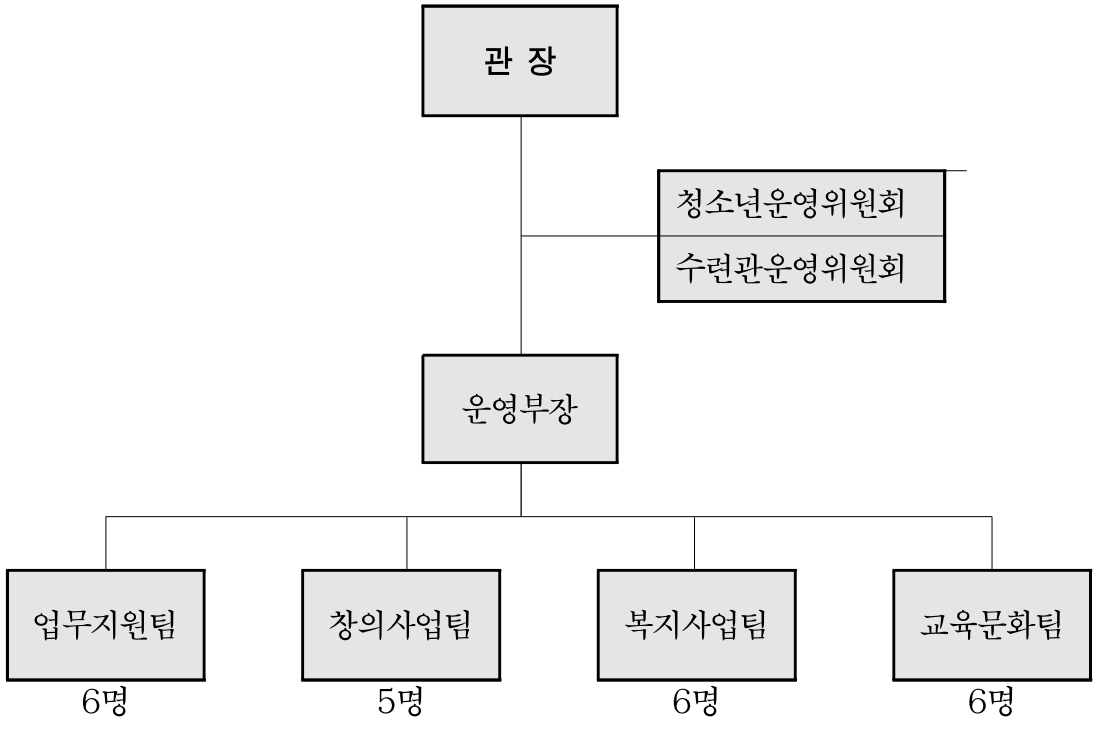 관 장
청소년운영위원회
수련관운영위원회
운영부장
업무지원팀
창의사업팀
복지사업팀
교육문화팀
6명
5명
6명
6명